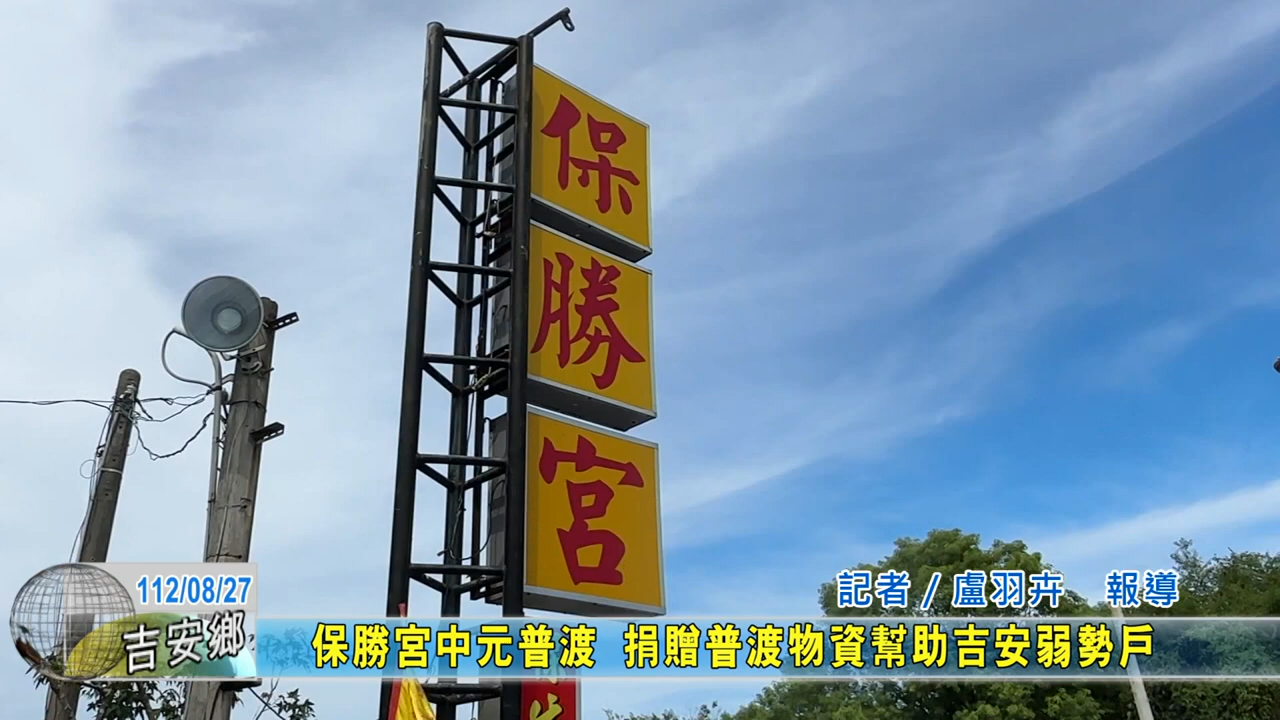 保
勝
宮
記者/盧羽卉 報導
112/08/27
吉安鄉
保勝宮中元普渡 捐贈普渡物資幫助吉安弱勢戶